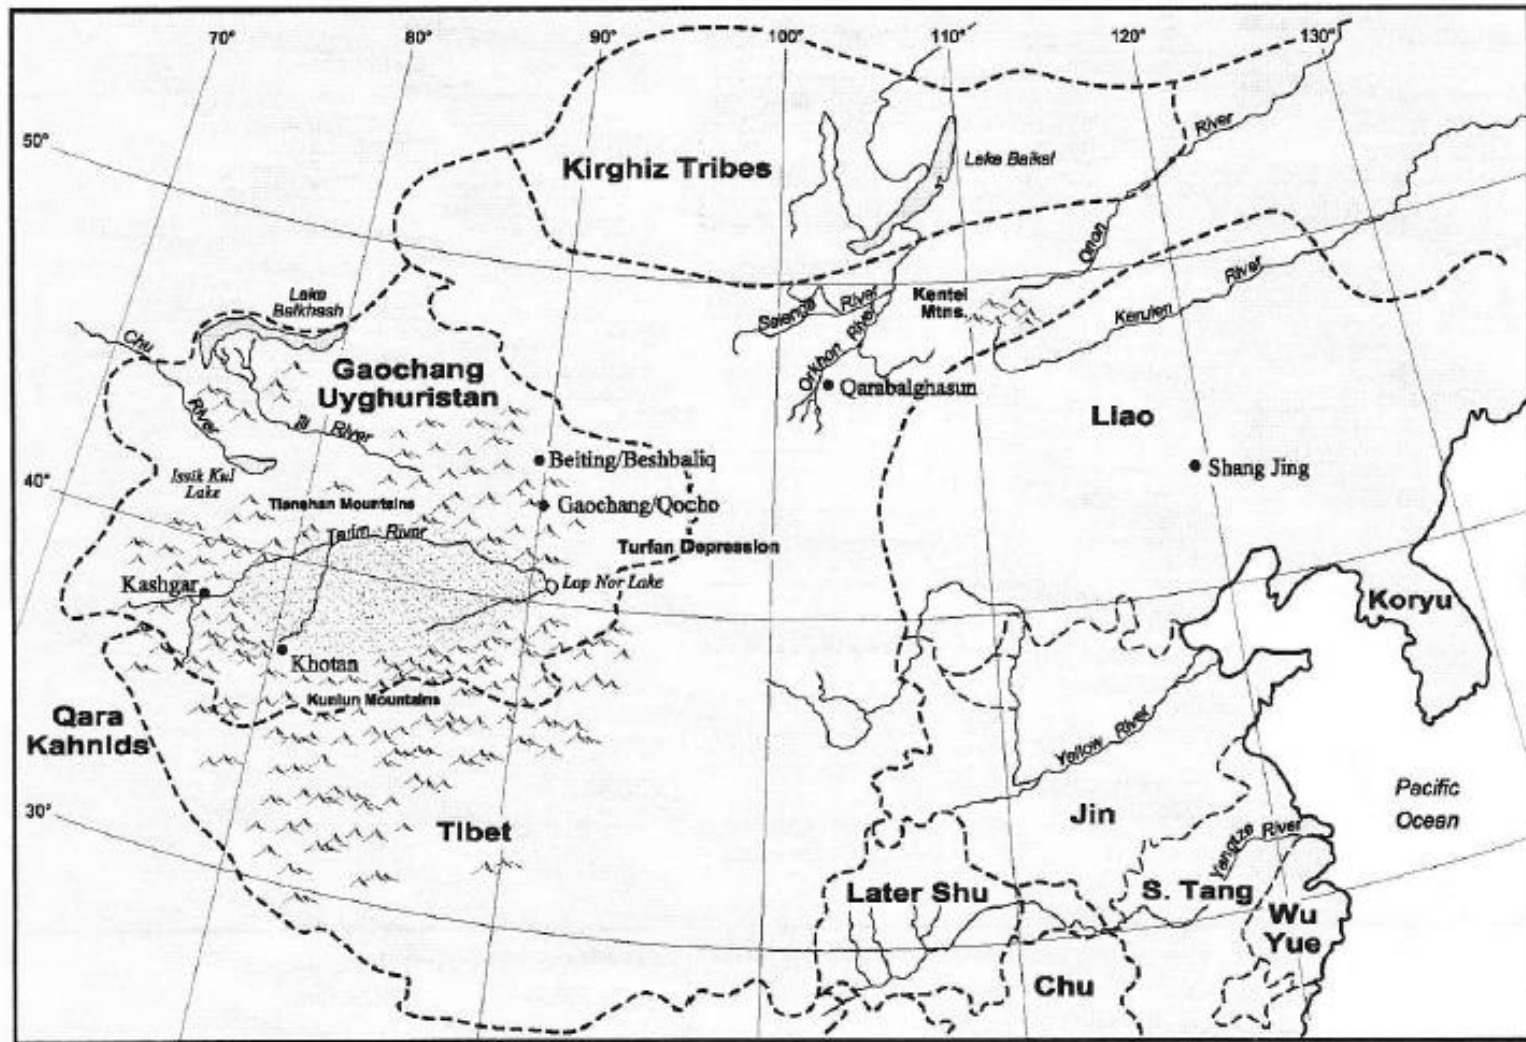 70°
80°
90°
100°
110°
120°
130°
50°
Kirghiz Tribes
Lake Baikal
River
Onon
River
Kerulen
Kentei
Mtns.
Selenga River
Orkhon River
Qarabalghasun
Lake
Balkhash
Chu
River
Gaochang
Uyghuristan
Ili River
Issik Kul
Lake
40°
Beiting/Beshbaliq
Gaochang/Qocho
Tianshan Mountains
Tarim River
Turfan Depression
Lop Nor Lake
Kashgar
Khotan
Kunlun Mountains
Liao
Shang Jing
Koryu
Qara
Kahnids
30°
Tibet
Yellow River
Jin
Pacific
Ocean
Yangtze River
Later Shu
S. Tang
Wu
Yue
Chu